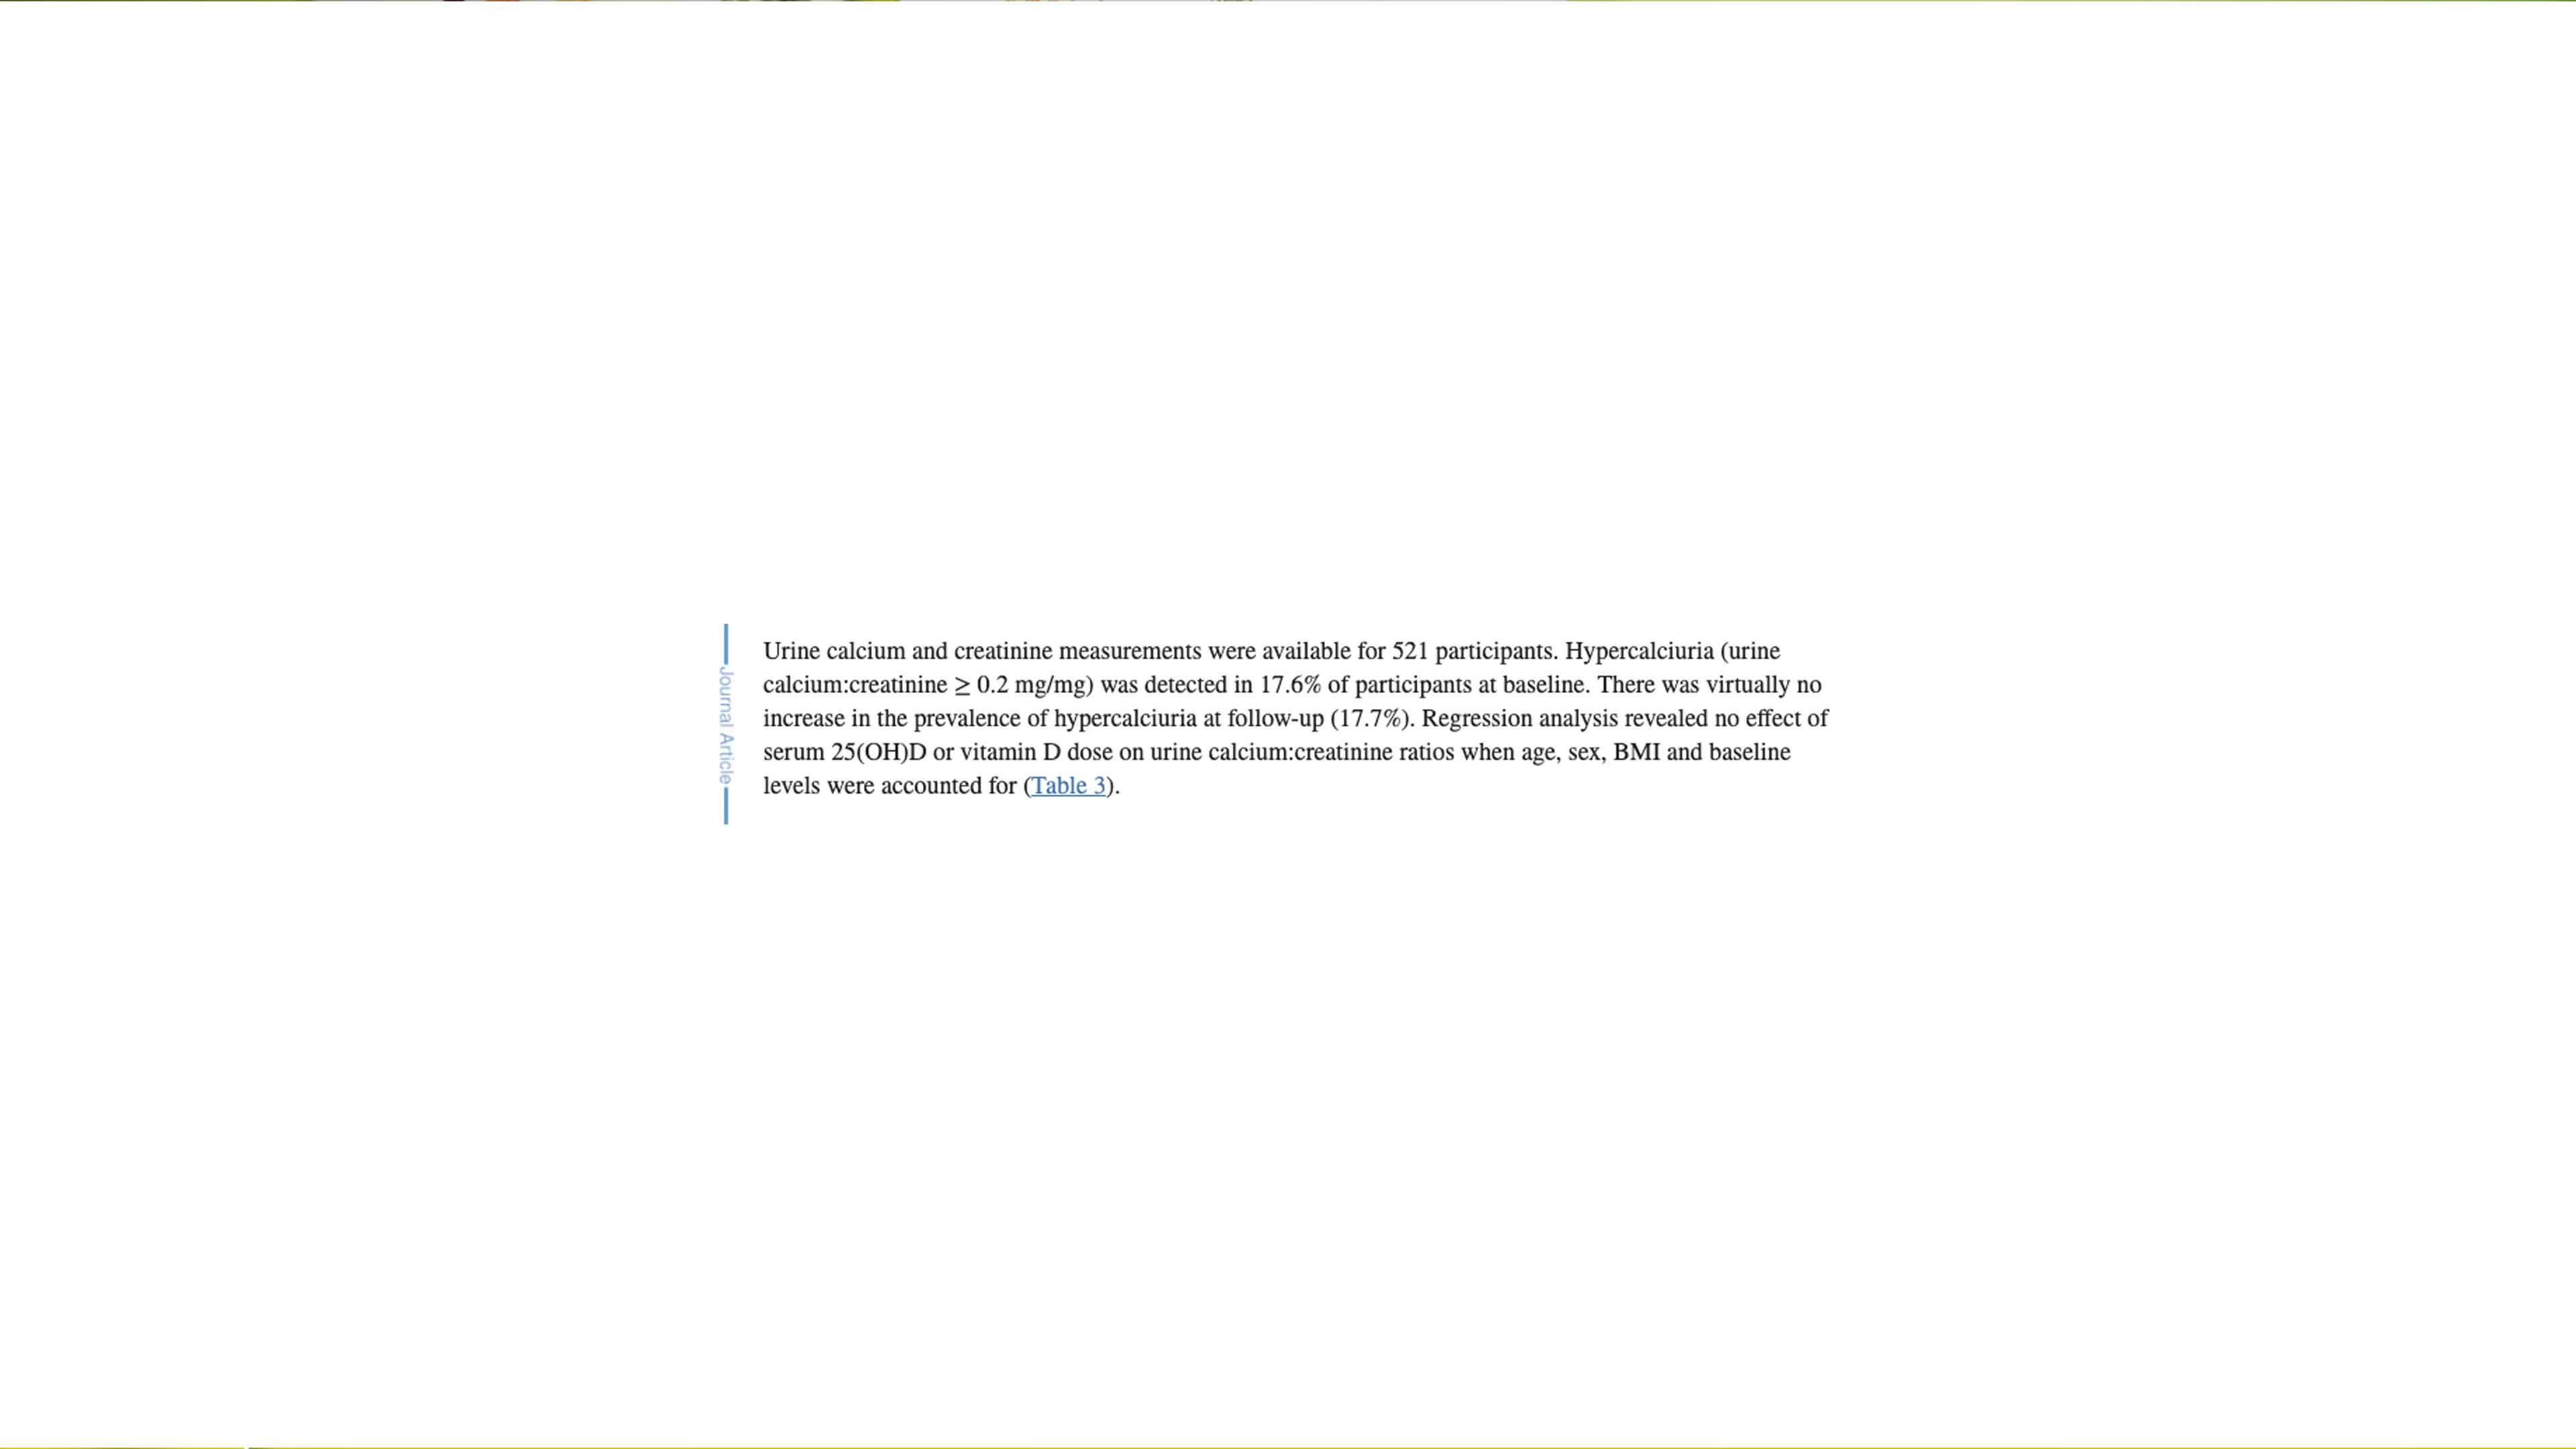 Journal Article
Urine calcium and creatinine measurements were available for 521 participants. Hypercalciuria (urine
calcium:creatinine ≥ 0.2 mg/mg) was detected in 17.6% of participants at baseline. There was virtually no
increase in the prevalence of hypercalciuria at follow-up (17.7%). Regression analysis revealed no effect of
serum 25(OH)D or vitamin D dose on urine calcium:creatinine ratios when age, sex, BMI and baseline
levels were accounted for (Table 3).